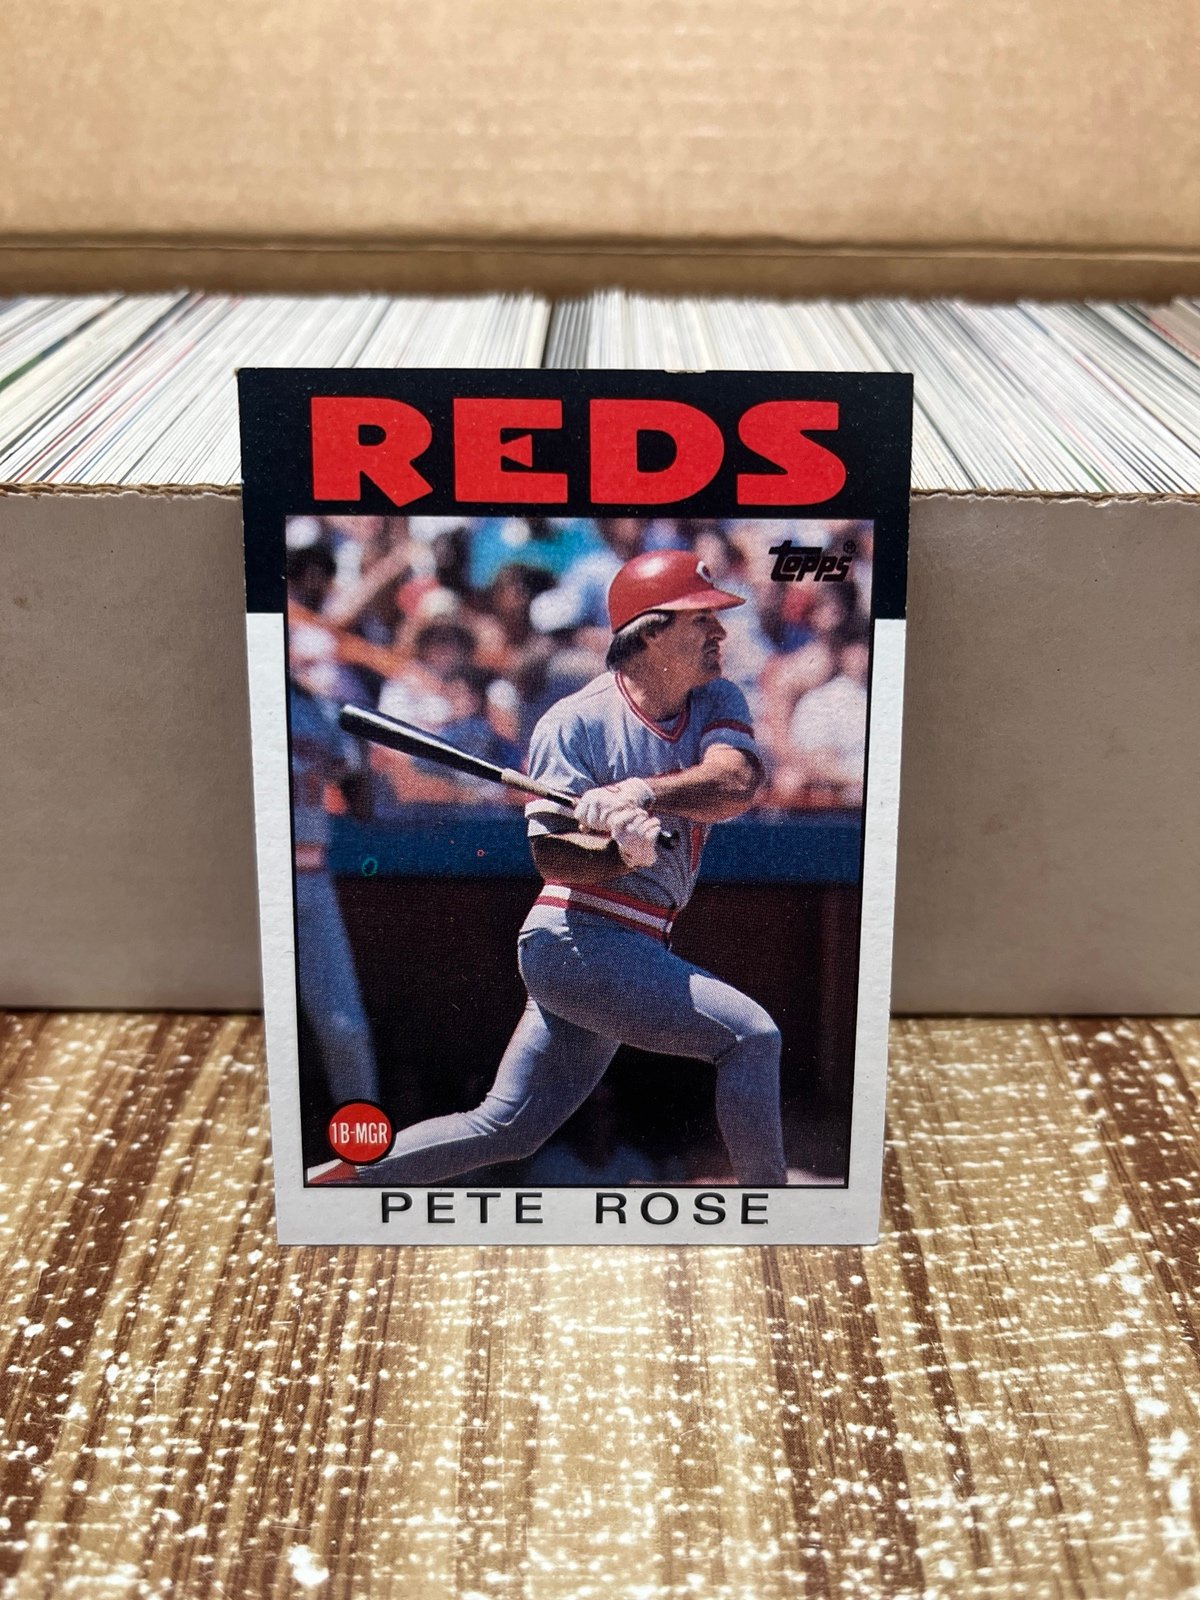 REDS
topps®
1B-MGR
PETE ROSE